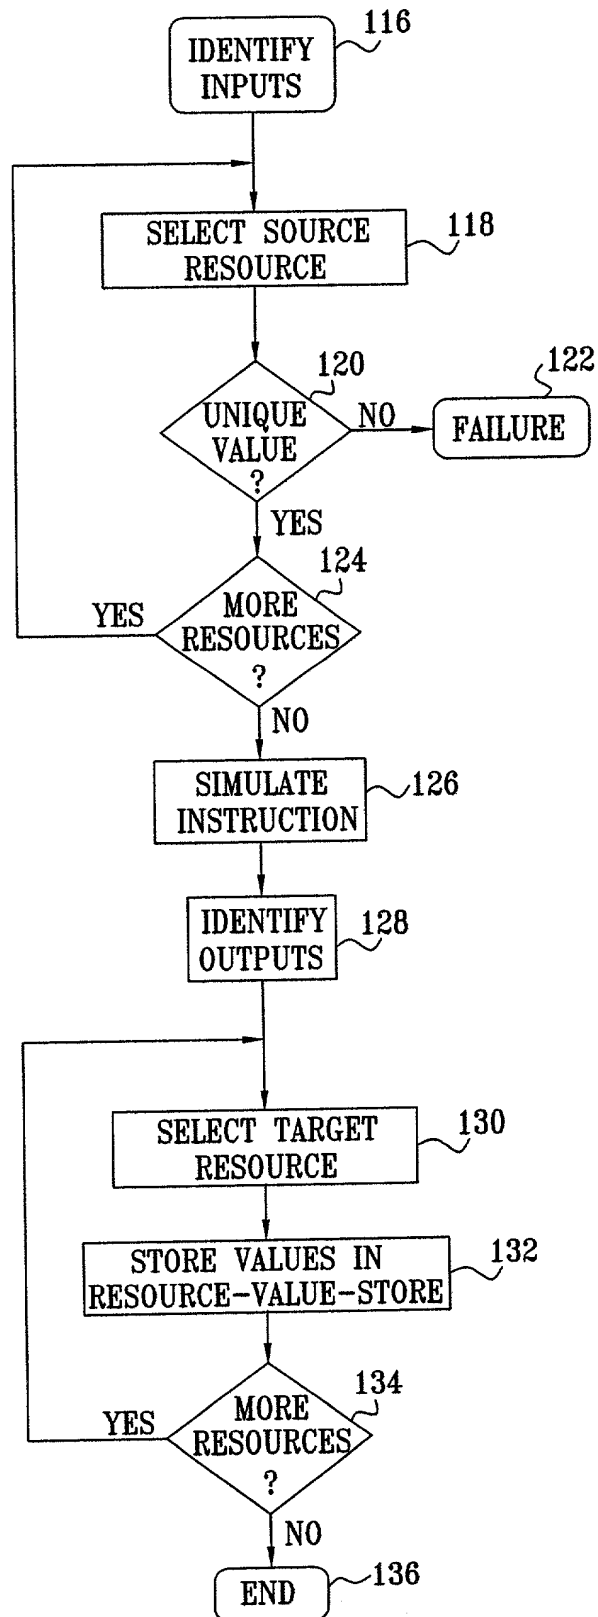 116
IDENTIFY
INPUTS
SELECT SOURCE
RESOURCE
118
120
UNIQUE
VALUE
?
NO
122
FAILURE
YES
124
MORE
RESOURCES
?
YES
NO
SIMULATE
INSTRUCTION
126
IDENTIFY
OUTPUTS
128
SELECT TARGET
RESOURCE
130
STORE VALUES IN
RESOURCE-VALUE-STORE
132
134
MORE
RESOURCES
?
YES
NO
END
136